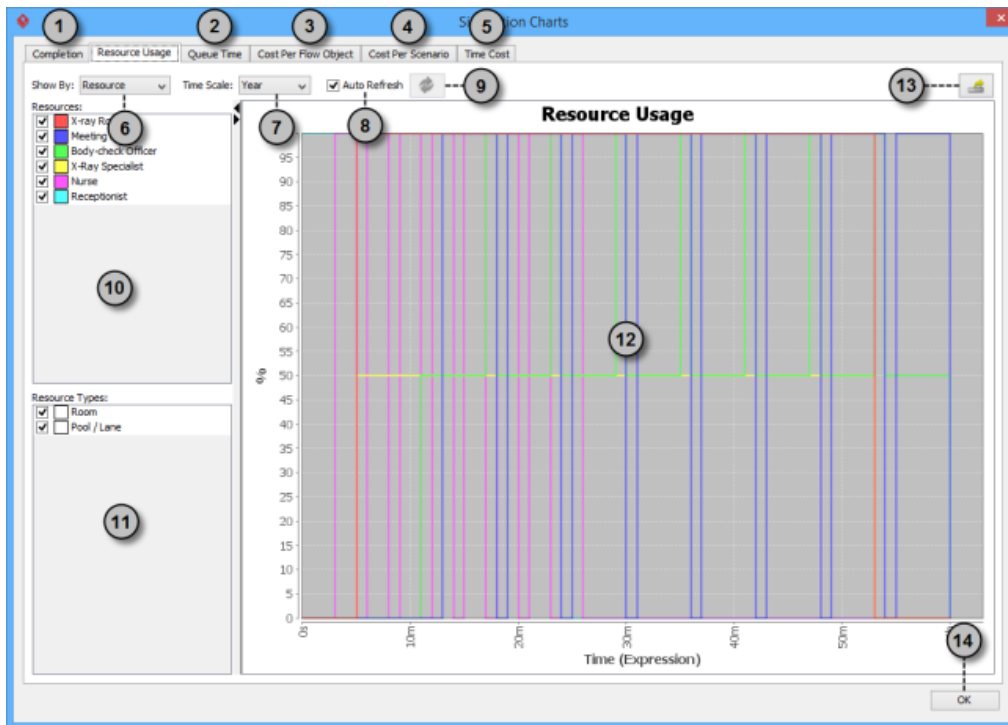 1 2 3 4 5
Charts
Completion Resource Usage Queue Time Cost Per Flow Object Cost Per Scenario Time Cost
Show By: Resource Time Scale: Year Auto Refresh 9 13
6 7 8
Resources:
X-ray
Meeting
Body-check Officer
X-Ray Specialist
Nurse
Receptionist
10
Resource Types:
Room
Pool / Lane
11
Resource Usage
95
90
85
80
75
70
65
60
55
50
45
40
35
30
25
20
15
10
5
0
%
12
0s 10m 20m 30m 40m 50m
Time (Expression)
14
OK